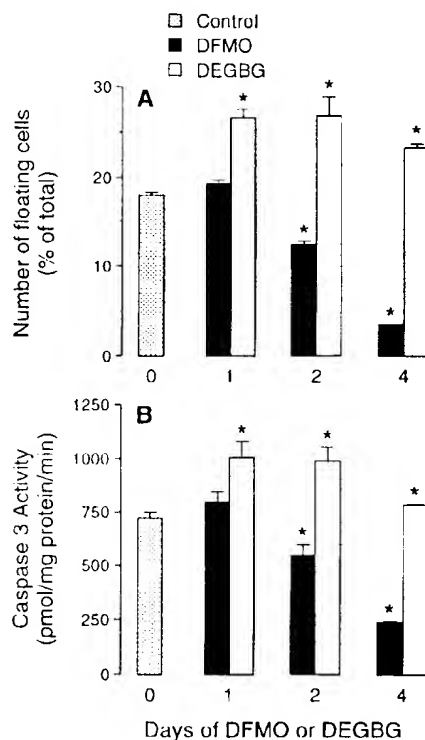 Control
DFMO
DEGBG
A
Number of floating cells
(% of total)
30
20
10
0
0 1 2 4
* * * * *
B
Caspase 3 Activity
(pmol/mg protein/min)
1250
1000
750
500
250
0
0 1 2 4
* * * * *
Days of DFMO or DEGBG